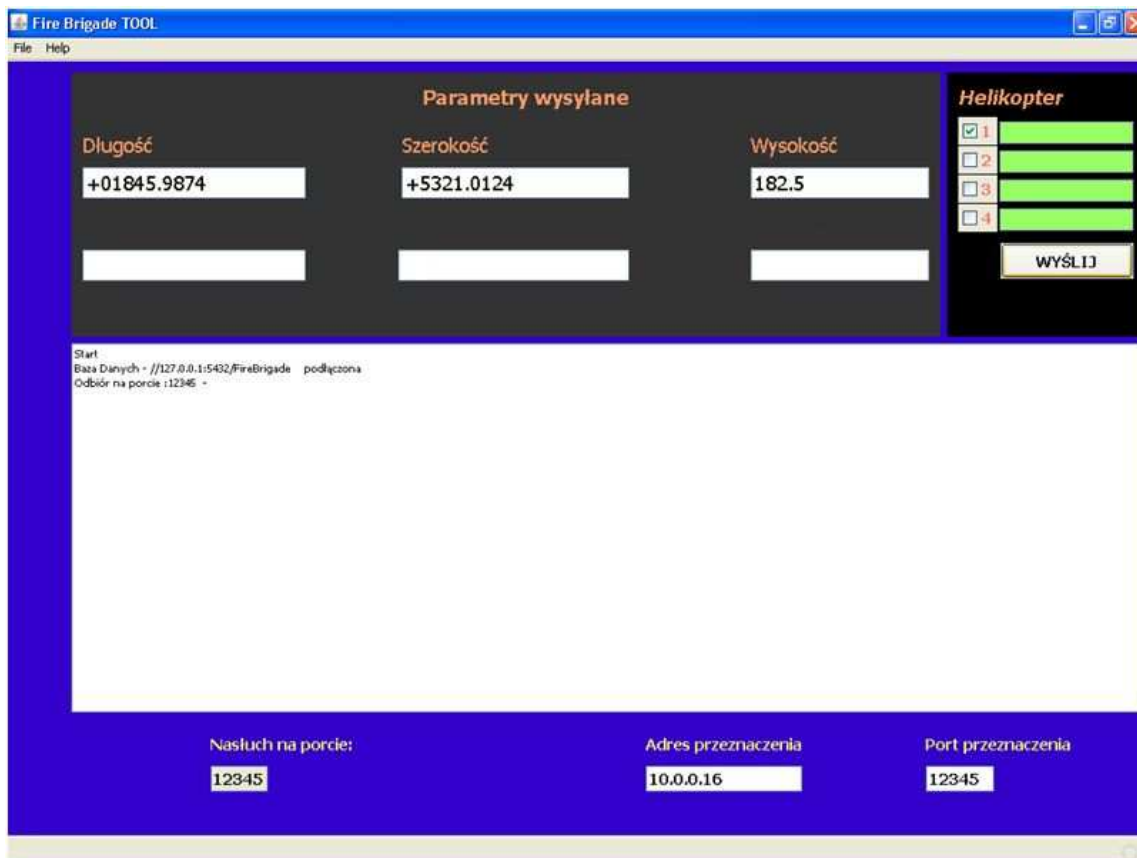 Fire Brigade TOOL
File Help
Parametry wysyłane
Długość Szerokość Wysokość
+01845.9874 +5321.0124 182.5
Helikopter
1
2
3
4
WYŚLIJ
Start
Baza Danych - //127.0.0.1:5432/FireBrigade podłączona
Odbiór na porcie :12345 -
Nasłuch na porcie: Adres przeznaczenia Port przeznaczenia
12345 10.0.0.16 12345